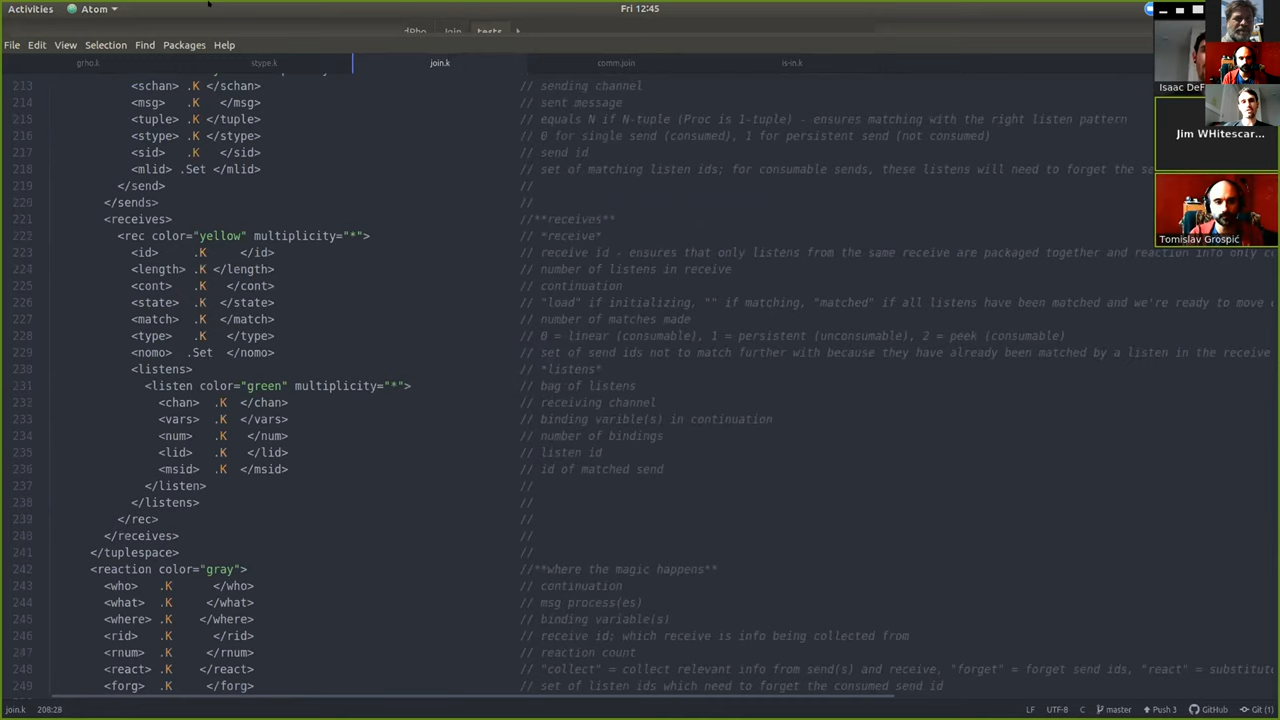 Activities Atom Fri 12:45
tests
File Edit View Selection Find Packages Help
grho.k stype.k join.k comm.join is-in.k
213 <schan> .K </schan> // sending channel
214 <msg> .K </msg> // sent message
215 <tuple> .K </tuple> // equals N if N-tuple (Proc is 1-tuple) - ensures matching with the right listen pattern
216 <stype> .K </stype> // 0 for single send (consumed), 1 for persistent send (not consumed)
217 <sid> .K </sid> // send id
218 <mlid> .Set </mlid> // set of matching listen ids; for consumable sends, these listens will need to forget the se
219 </send> //
220 </sends> //
221 <receives> //**receives**
222 <rec color="yellow" multiplicity="*"> // *receive*
223 <id> .K </id> // receive id - ensures that only listens from the same receive are packaged together and reaction info only co
224 <length> .K </length> // number of listens in receive
225 <cont> .K </cont> // continuation
226 <state> .K </state> // "load" if initializing, "" if matching, "matched" if all listens have been matched and we're ready to move o
227 <match> .K </match> // number of matches made
228 <type> .K </type> // 0 = linear (consumable), 1 = persistent (unconsumable), 2 = peek (consumable)
229 <nomo> .Set </nomo> // set of send ids not to match further with because they have already been matched by a listen in the receive
230 <listens> // *listens*
231 <listen color="green" multiplicity="*"> // bag of listens
232 <chan> .K </chan> // receiving channel
233 <vars> .K </vars> // binding varible(s) in continuation
234 <num> .K </num> // number of bindings
235 <lid> .K </lid> // listen id
236 <msid> .K </msid> // id of matched send
237 </listen> //
238 </listens> //
239 </rec> //
240 </receives> //
241 </tuplespace> //
242 <reaction color="gray"> //**where the magic happens**
243 <who> .K </who> // continuation
244 <what> .K </what> // msg process(es)
245 <where> .K </where> // binding variable(s)
246 <rid> .K </rid> // receive id; which receive is info being collected from
247 <rnum> .K </rnum> // reaction count
248 <react> .K </react> // "collect" = collect relevant info from send(s) and receive, "forget" = forget send ids, "react" = substitute
249 <forg> .K </forg> // set of listen ids which need to forget the consumed send id
join.k 208:28 LF UTF-8 C master Push 3 GitHub Git (1)
Isaac DeF
Jim WHitescar...
Tomislav Grospić